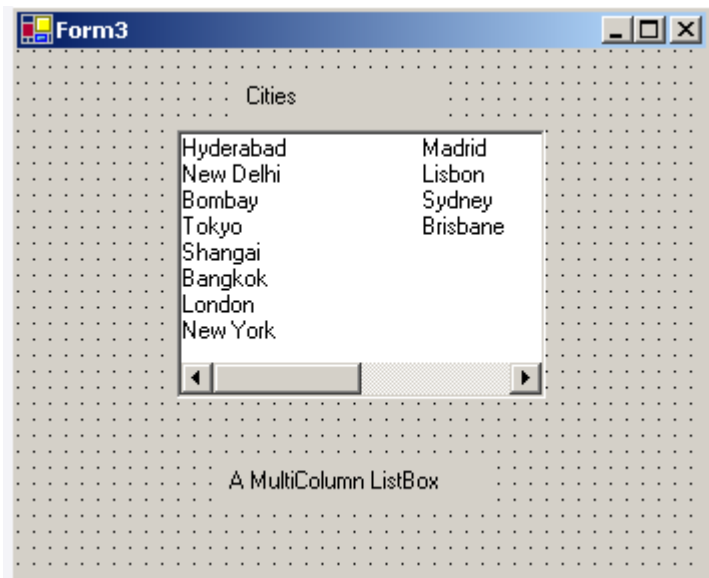 Form3
Cities
Hyderabad
New Delhi
Bombay
Tokyo
Shangai
Bangkok
London
New York
Madrid
Lisbon
Sydney
Brisbane
A MultiColumn ListBox